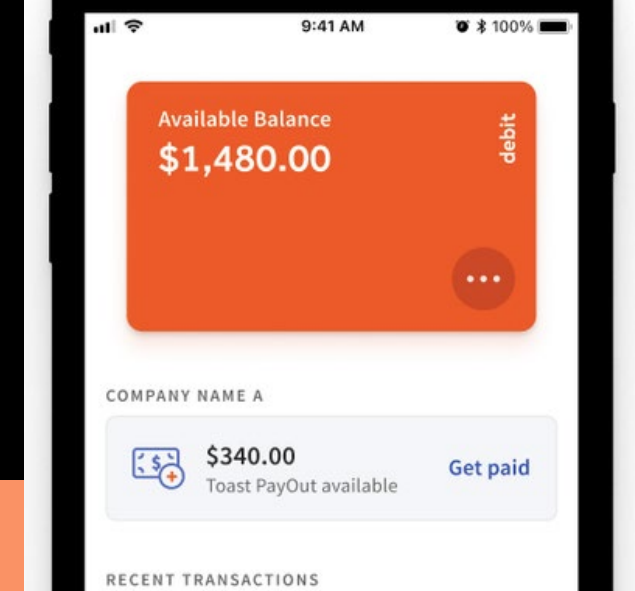 9:41 AM
100%
Available Balance
debit
$1,480.00
COMPANY NAME A
$340.00
Toast PayOut available
Get paid
RECENT TRANSACTIONS